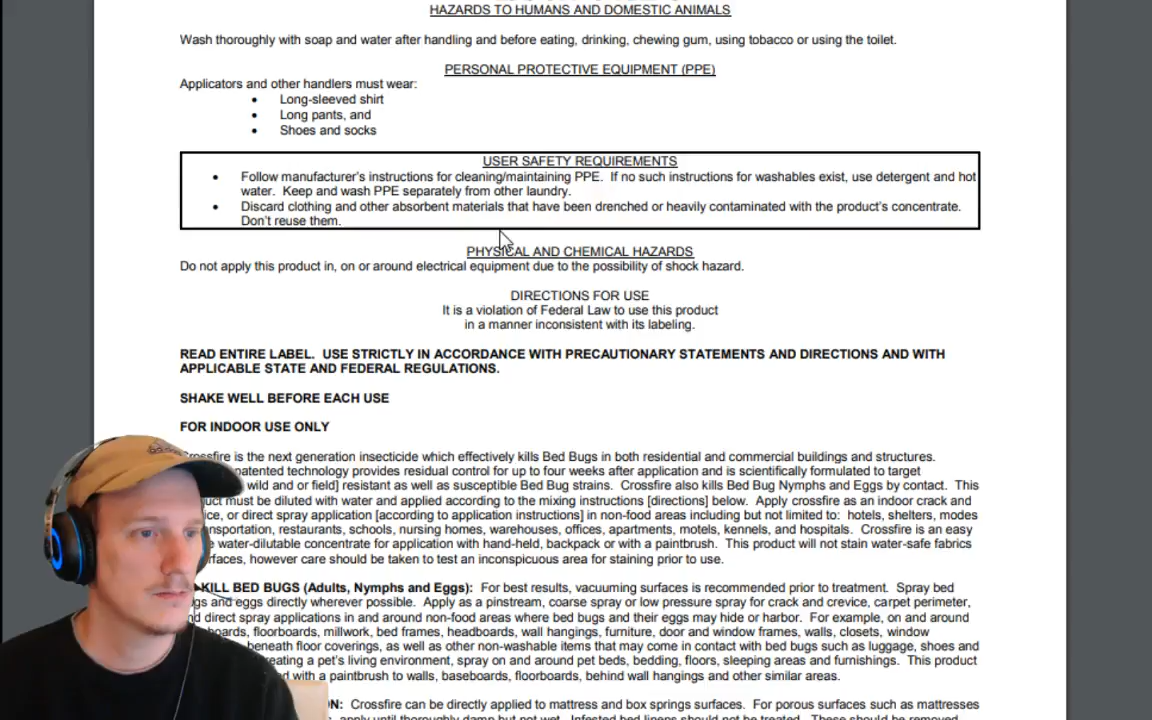 HAZARDS TO HUMANS AND DOMESTIC ANIMALS
Wash thoroughly with soap and water after handling and before eating, drinking, chewing gum, using tobacco or using the toilet.
PERSONAL PROTECTIVE EQUIPMENT (PPE)
Applicators and other handlers must wear:
• Long-sleeved shirt
• Long pants, and
• Shoes and socks
USER SAFETY REQUIREMENTS
• Follow manufacturer's instructions for cleaning/maintaining PPE. If no such instructions for washables exist, use detergent and hot
water. Keep and wash PPE separately from other laundry.
• Discard clothing and other absorbent materials that have been drenched or heavily contaminated with the product's concentrate.
Don't reuse them.
PHYSICAL AND CHEMICAL HAZARDS
Do not apply this product in, on or around electrical equipment due to the possibility of shock hazard.
DIRECTIONS FOR USE
It is a violation of Federal Law to use this product
in a manner inconsistent with its labeling.
READ ENTIRE LABEL. USE STRICTLY IN ACCORDANCE WITH PRECAUTIONARY STATEMENTS AND DIRECTIONS AND WITH
APPLICABLE STATE AND FEDERAL REGULATIONS.
SHAKE WELL BEFORE EACH USE
FOR INDOOR USE ONLY
Crossfire is the next generation insecticide which effectively kills Bed Bugs in both residential and commercial buildings and structures.
patented technology provides residual control for up to four weeks after application and is scientifically formulated to target
wild and or field] resistant as well as susceptible Bed Bug strains. Crossfire also kills Bed Bug Nymphs and Eggs by contact. This
must be diluted with water and applied according to the mixing instructions [directions] below. Apply crossfire as an indoor crack and
or direct spray application [according to application instructions] in non-food areas including but not limited to: hotels, shelters, modes
restaurants, schools, nursing homes, warehouses, offices, apartments, motels, kennels, and hospitals. Crossfire is an easy
water-dilutable concentrate for application with hand-held, backpack or with a paintbrush. This product will not stain water-safe fabrics
however care should be taken to test an inconspicuous area for staining prior to use.
KILL BED BUGS (Adults, Nymphs and Eggs): For best results, vacuuming surfaces is recommended prior to treatment. Spray bed
and eggs directly wherever possible. Apply as a pinstream, coarse spray or low pressure spray for crack and crevice, carpet perimeter,
and direct spray applications in and around non-food areas where bed bugs and their eggs may hide or harbor. For example, on and around
floorboards, millwork, bed frames, headboards, wall hangings, furniture, door and window frames, walls, closets, window
beneath floor coverings, as well as other non-washable items that may come in contact with bed bugs such as luggage, shoes and
a pet's living environment, spray on and around pet beds, bedding, floors, sleeping areas and furnishings. This product
with a paintbrush to walls, baseboards, floorboards, behind wall hangings and other similar areas.
Crossfire can be directly applied to mattress and box springs surfaces. For porous surfaces such as mattresses
apply until thoroughly damp but not wet. Infested bed linens should not be treated. These should be removed